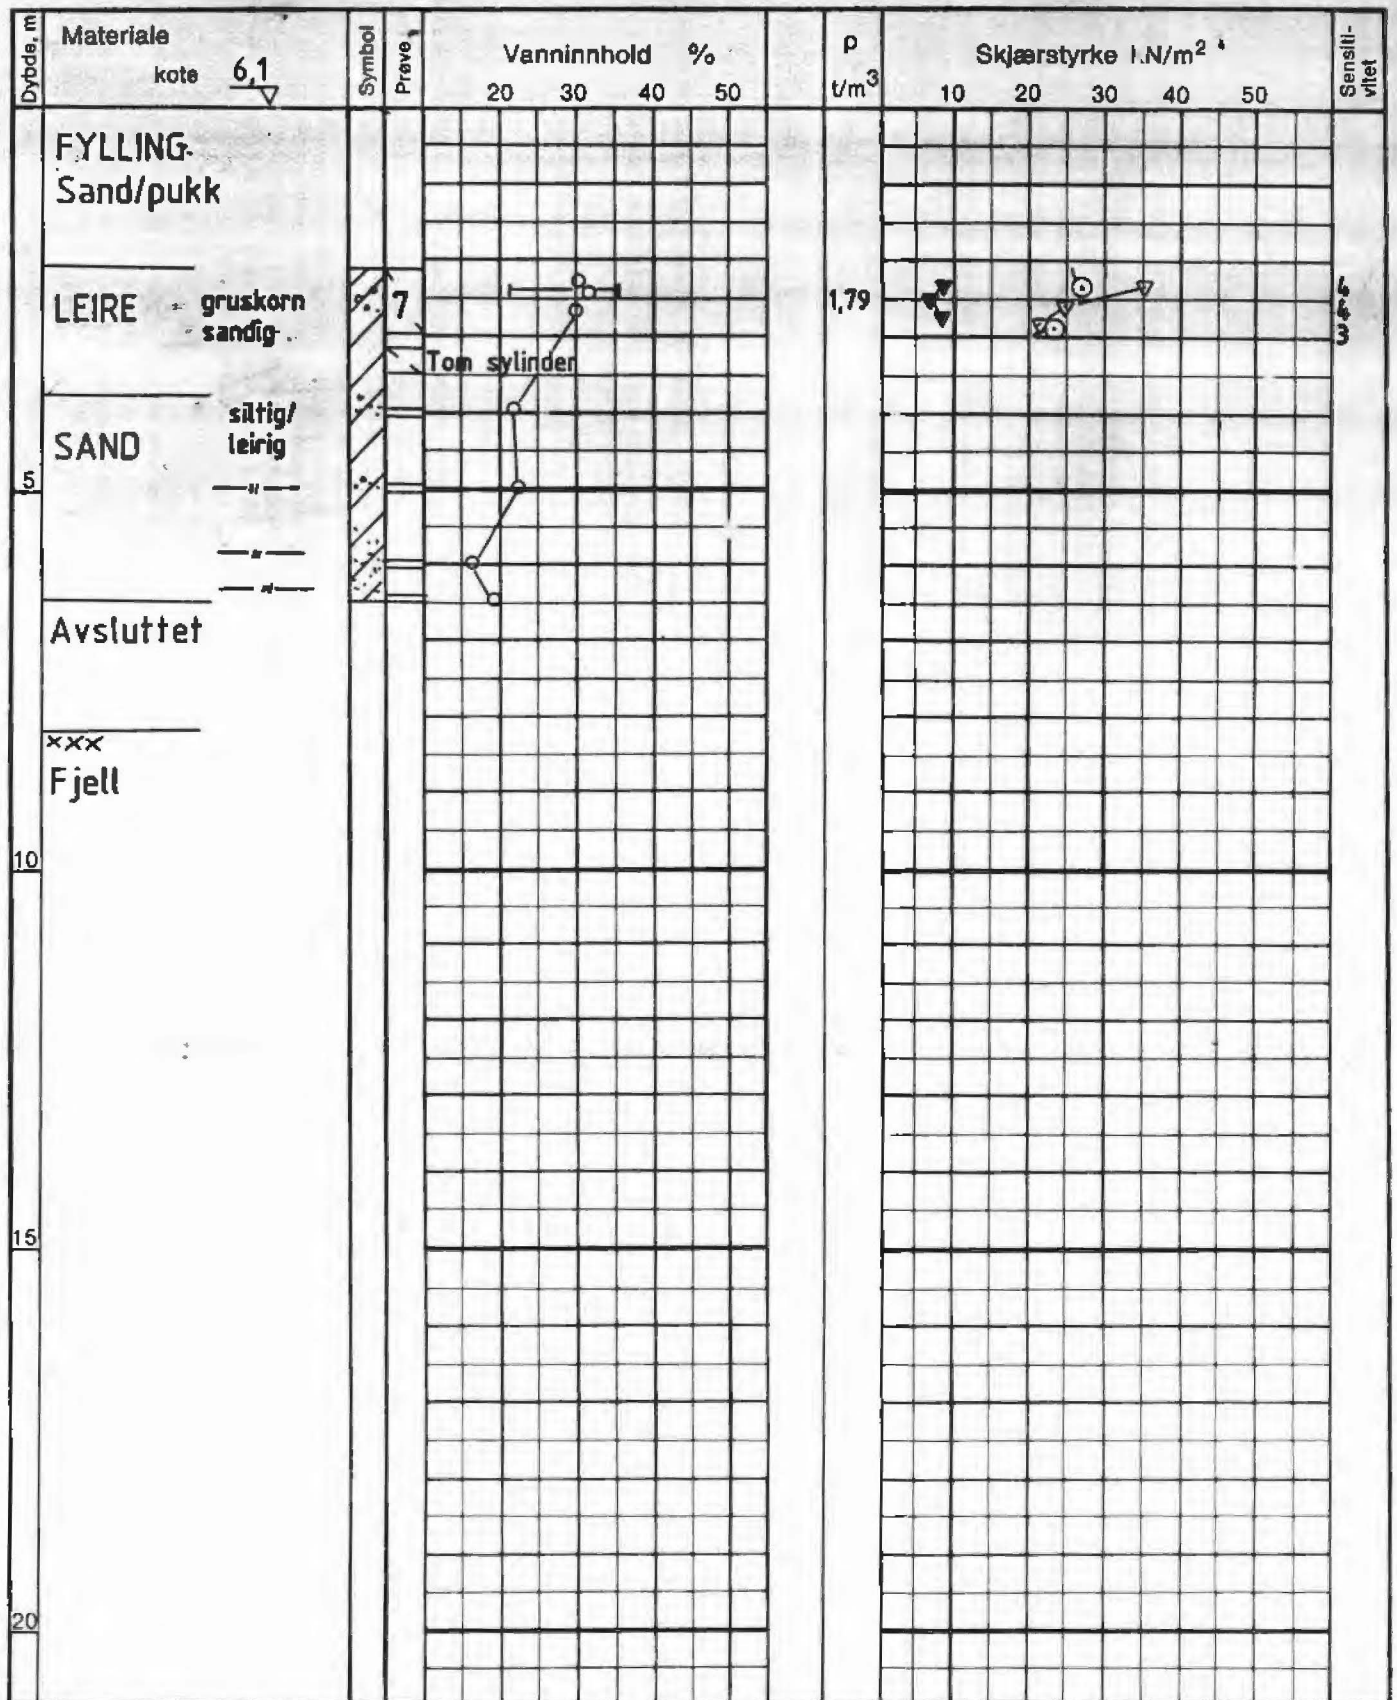 Dybde, m
Materiale
kote 6,1
Symbol
Prøve
Vanninnhold %
20 30 40 50
ρ
t/m³
Skjærstyrke kN/m²
10 20 30 40 50
Sensiti-
vitet
FYLLING
Sand/pukk
LEIRE gruskorn
sandig
7
1,79
4
4
3
Tom sylinder
siltig/
SAND leirig
5
-"-
-"-
-"-
Avsluttet
xxx
Fjell
10
15
20